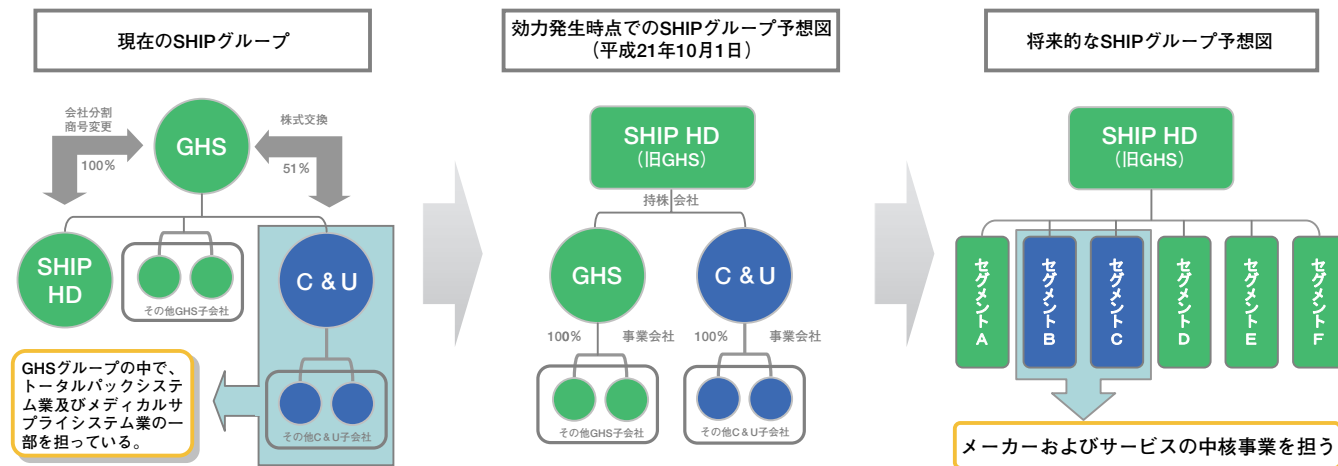 現在のSHIPグループ
会社分割
商号変更
100%
GHS
株式交換
51%
SHIP
HD
その他GHS子会社
C & U
その他C & U子会社
GHSグループの中で、
トータルパックシステ
ム業及びメディカルサ
プライシステム業の一
部を担っている。
効力発生時点でのSHIPグループ予想図
（平成21年10月1日）
SHIP HD
（旧GHS）
持株会社
GHS
C & U
100%
事業会社
100%
事業会社
その他GHS子会社
その他C & U子会社
将来的なSHIPグループ予想図
SHIP HD
（旧GHS）
セグメントA
セグメントB
セグメントC
セグメントD
セグメントE
セグメントF
メーカーおよびサービスの中核事業を担う